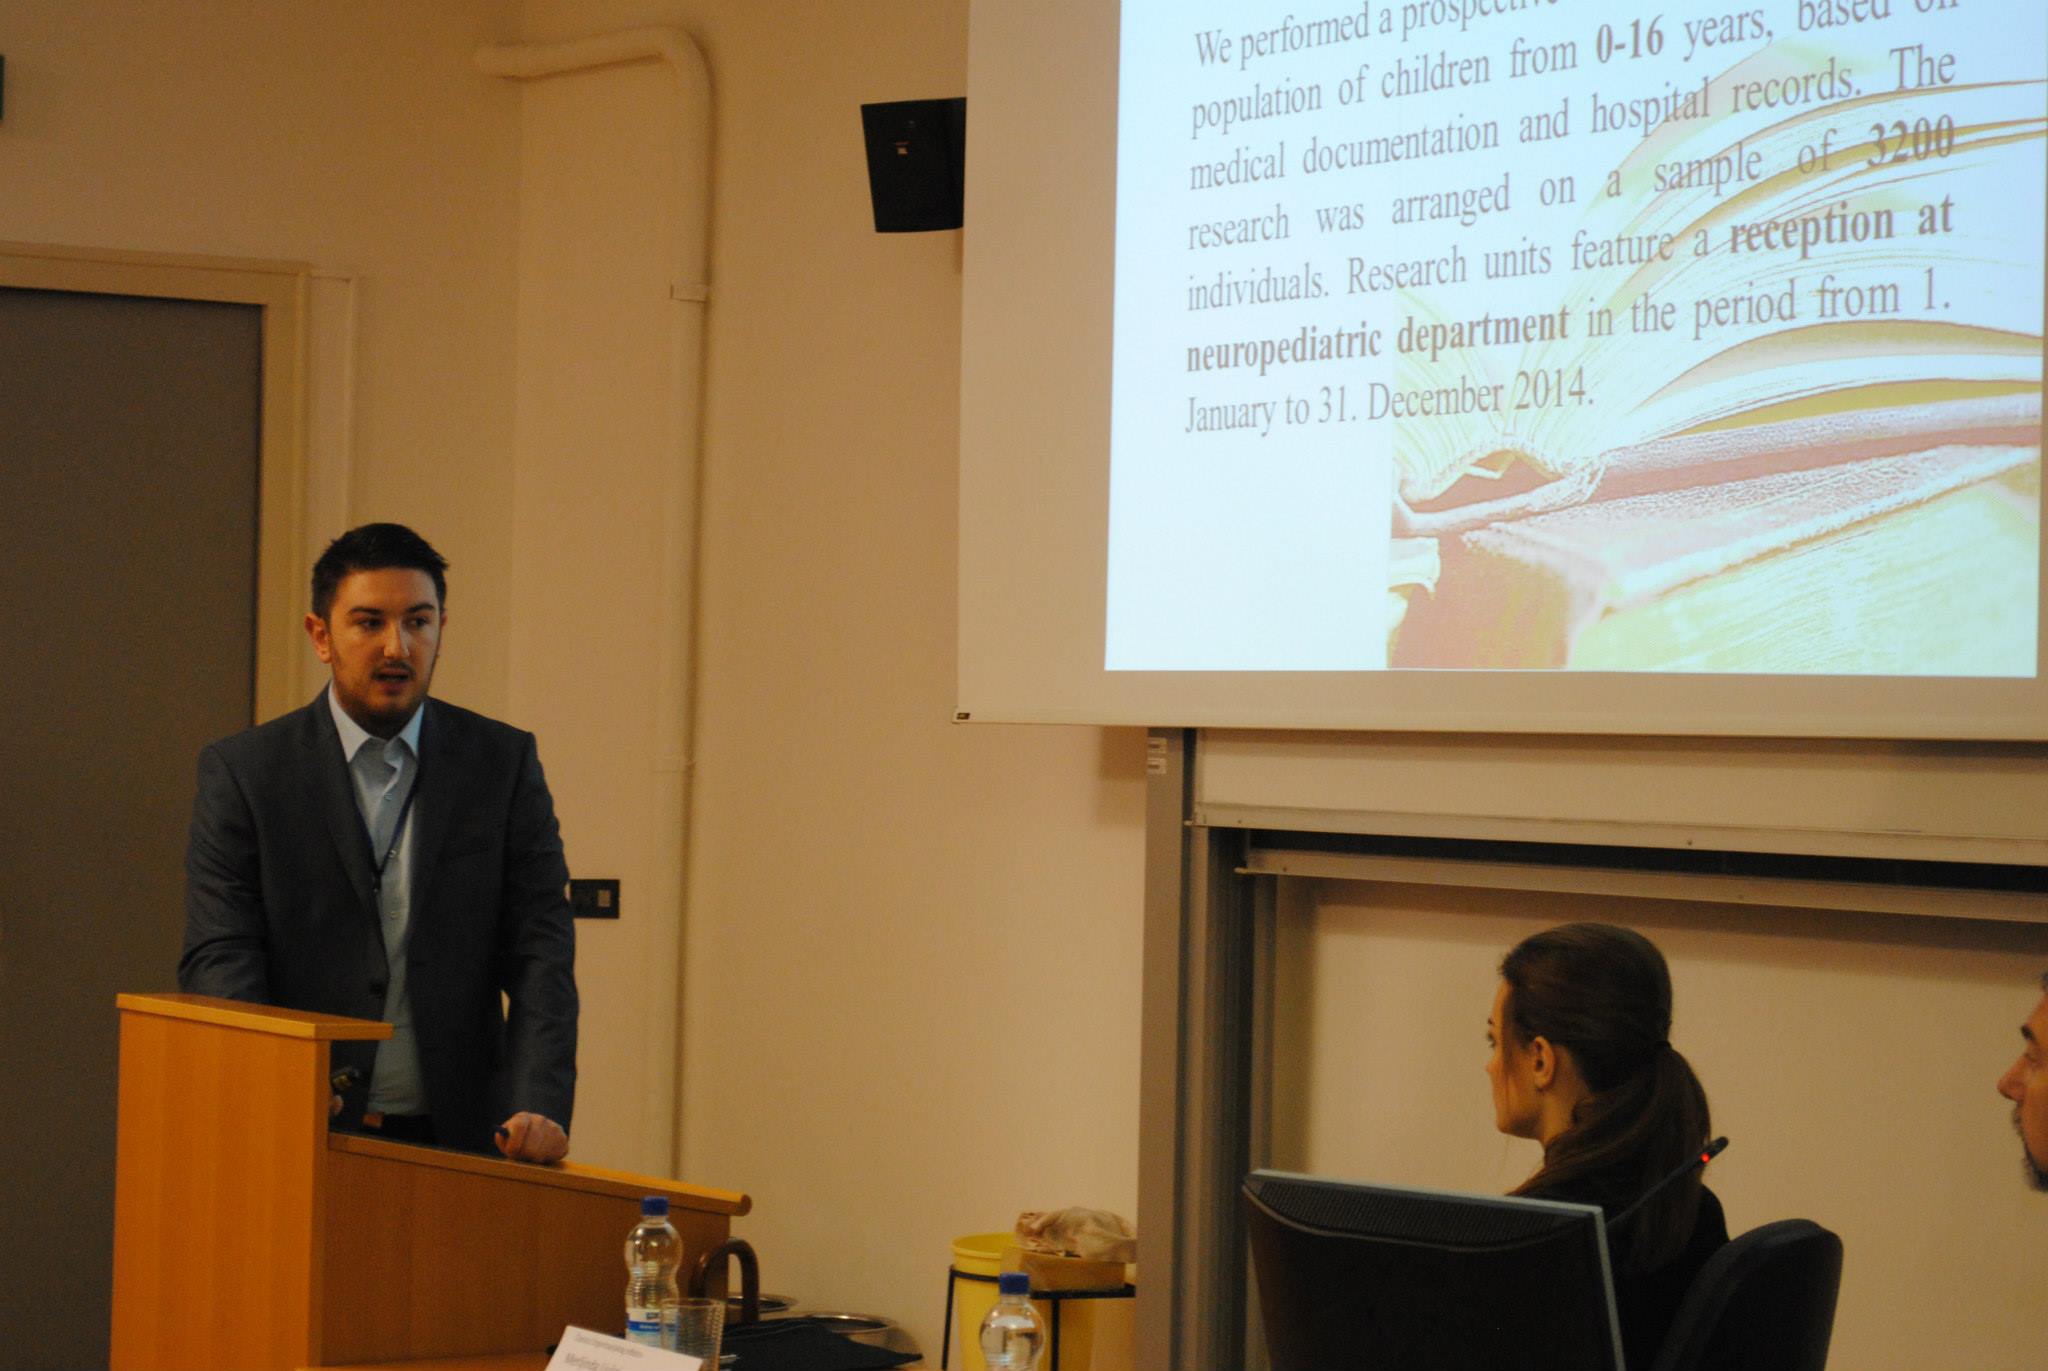 We performed a prospective
population of children from 0-16 years, based on
medical documentation and hospital records. The
research was arranged on a sample of 3200
individuals. Research units feature a reception at
neuropediatric department in the period from 1.
January to 31. December 2014.